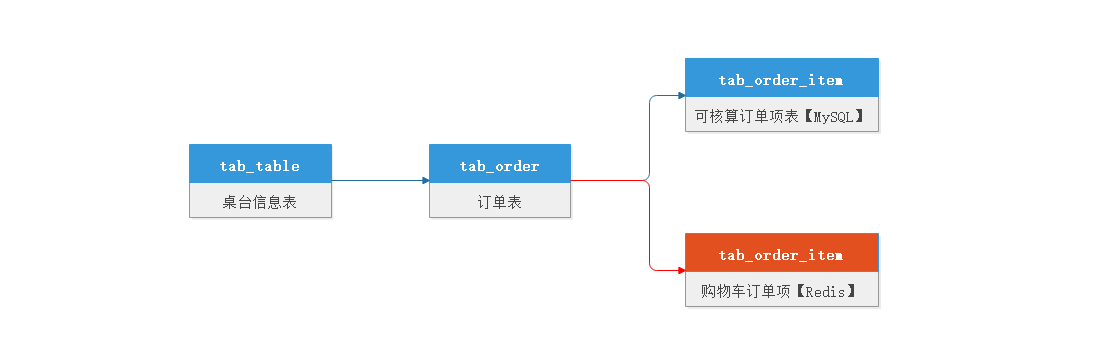 tab_table
桌台信息表
tab_order
订单表
tab_order_item
可核算订单项表【MySQL】
tab_order_item
购物车订单项【Redis】